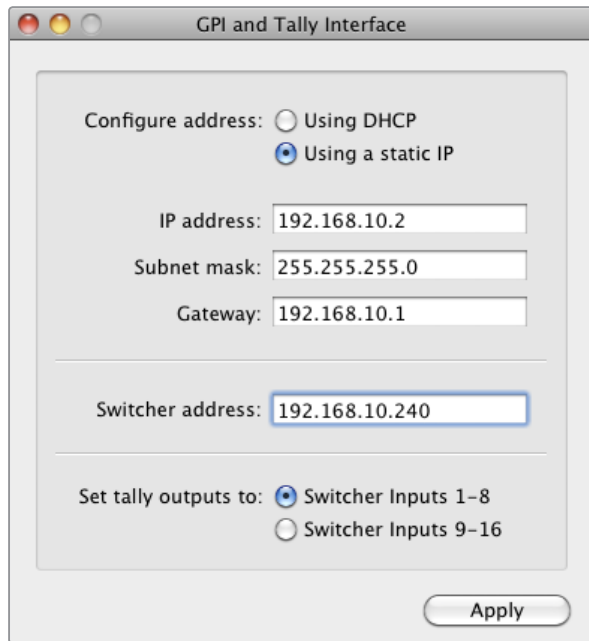 GPI and Tally Interface
Configure address: Using DHCP
Using a static IP
IP address: 192.168.10.2
Subnet mask: 255.255.255.0
Gateway: 192.168.10.1
Switcher address: 192.168.10.240
Set tally outputs to: Switcher Inputs 1–8
Switcher Inputs 9–16
Apply